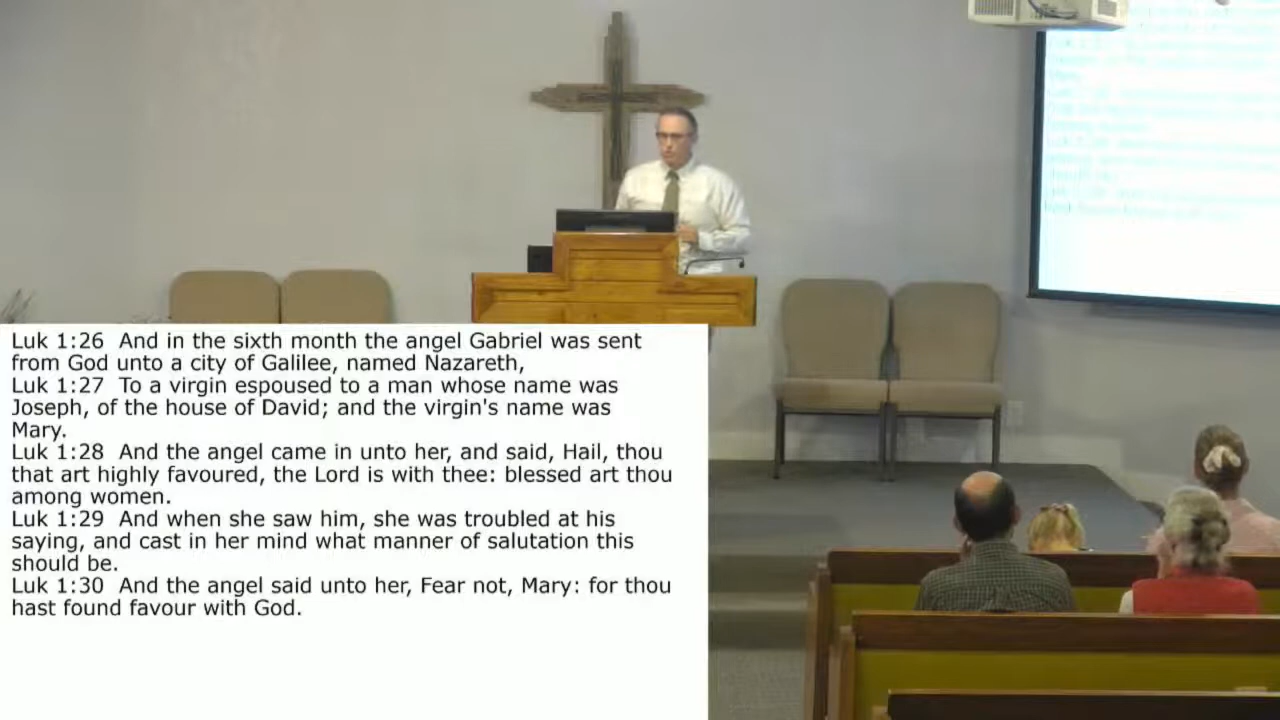 Luk 1:26  And in the sixth month the angel Gabriel was sent
from God unto a city of Galilee, named Nazareth,
Luk 1:27  To a virgin espoused to a man whose name was
Joseph, of the house of David; and the virgin's name was
Mary.
Luk 1:28  And the angel came in unto her, and said, Hail, thou
that art highly favoured, the Lord is with thee: blessed art thou
among women.
Luk 1:29  And when she saw him, she was troubled at his
saying, and cast in her mind what manner of salutation this
should be.
Luk 1:30  And the angel said unto her, Fear not, Mary: for thou
hast found favour with God.